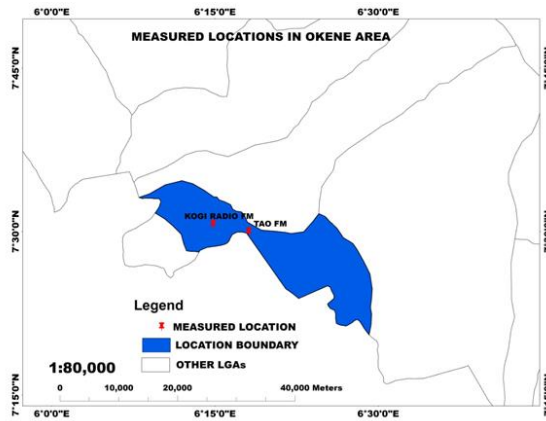 6°0'0"E 6°15'0"E 6°30'0"E
MEASURED LOCATIONS IN OKENE AREA
7°45'0"N
KOGI RADIO FM
TAO FM
7°30'0"N
Legend
MEASURED LOCATION
LOCATION BOUNDARY
OTHER LGAs
1:80,000
0 10,000 20,000 40,000 Meters
7°15'0"N
6°0'0"E 6°15'0"E 6°30'0"E